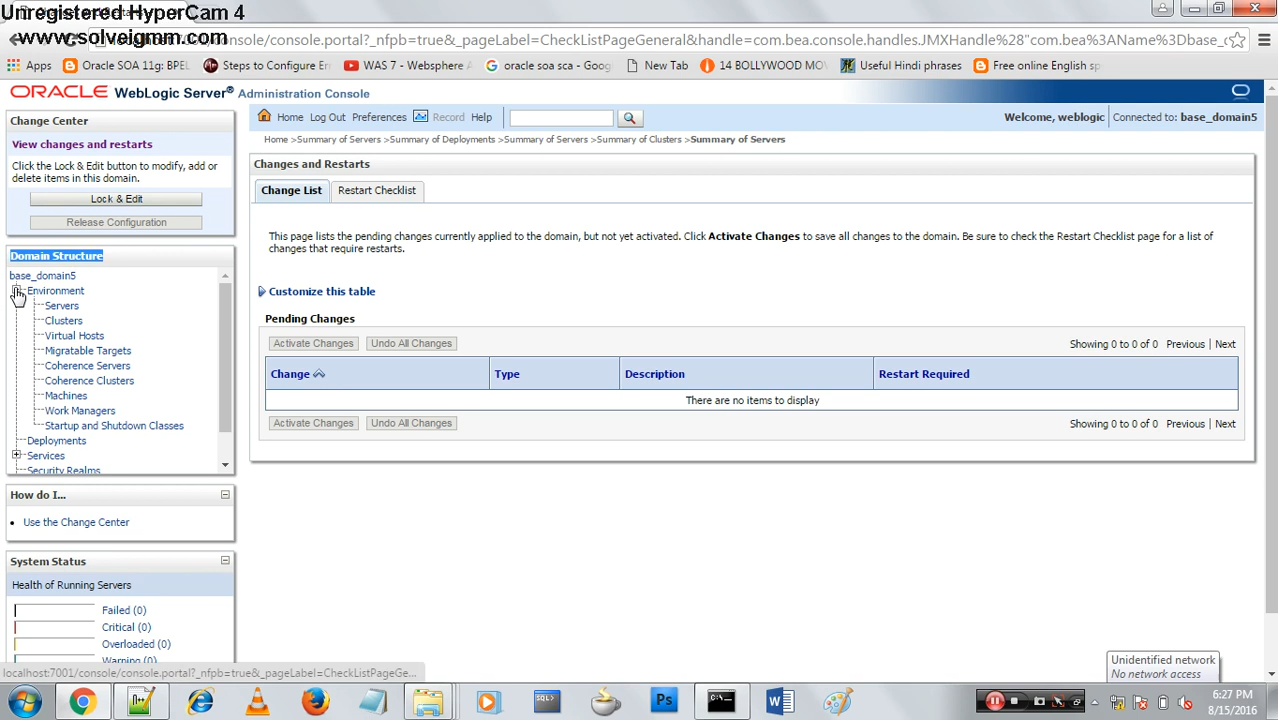 Unregistered HyperCam 4
www.solveigmm.com
/console/console.portal?_nfpb=true&_pageLabel=CheckListPageGeneral&handle=com.bea.console.handles.JMXHandle%28"com.bea%3AName%3Dbase_
Apps
Oracle SOA 11g: BPEL
Steps to Configure Er
WAS 7 - Websphere
oracle soa sca - Goog
New Tab
14 BOLLYWOOD MOV
Useful Hindi phrases
Free online English sp
ORACLE WebLogic Server® Administration Console
Change Center
View changes and restarts
Click the Lock & Edit button to modify, add or
delete items in this domain.
Lock & Edit
Release Configuration
Home Log Out Preferences Record Help
Welcome, weblogic
Connected to: base_domain5
Home >Summary of Servers >Summary of Deployments >Summary of Servers >Summary of Clusters >Summary of Servers
Changes and Restarts
Change List
Restart Checklist
This page lists the pending changes currently applied to the domain, but not yet activated. Click Activate Changes to save all changes to the domain. Be sure to check the Restart Checklist page for a list of
changes that require restarts.
Customize this table
Pending Changes
Activate Changes
Undo All Changes
Showing 0 to 0 of 0 Previous | Next
Change
Type
Description
Restart Required
There are no items to display
Activate Changes
Undo All Changes
Showing 0 to 0 of 0 Previous | Next
Domain Structure
base_domain5
Environment
Servers
Clusters
Virtual Hosts
Migratable Targets
Coherence Servers
Coherence Clusters
Machines
Work Managers
Startup and Shutdown Classes
Deployments
Services
Security Realms
How do I...
Use the Change Center
System Status
Health of Running Servers
Failed (0)
Critical (0)
Overloaded (0)
Warning (0)
localhost:7001/console/console.portal?_nfpb=true&_pageLabel=CheckListPageGe...
Unidentified network
No network access
SQL>
C:\
Ps
6:27 PM
8/15/2016